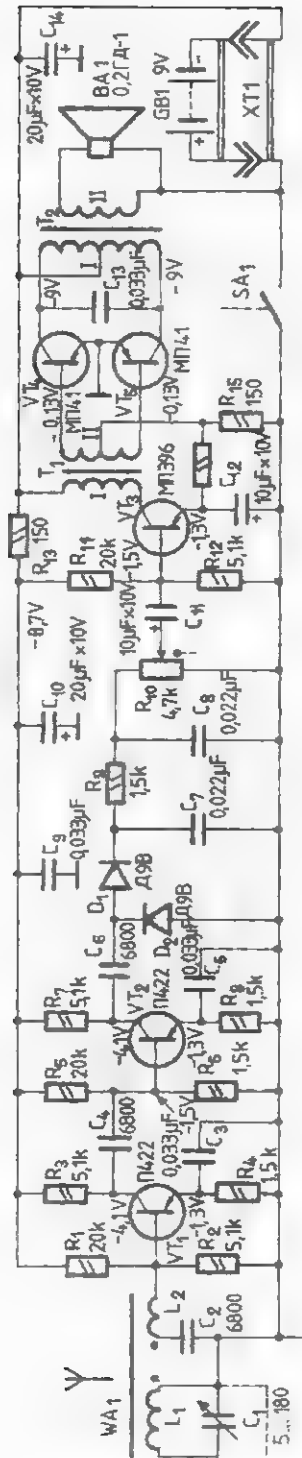 WA1
L1
C1
5...180
L2
C2
6800
R1
20k
R2
5,1k
R3
5,1k
-4,1V
П422
VT1
-1,3V
R4
1,5k
C3
0,033µF
C4
6800
-1,5V
R5
20k
R6
1,5k
R7
5,1k
-4,1V
VT2
П422
-1,3V
R8
1,5k
C5
0,033µF
C6
6800
D1
Д9В
D2
Д9В
C9
0,033µF
R9
1,5k
C7
0,022µF
C8
0,022µF
C10
20µF×10V
-8,7V
R10
4,7k
C11
10µF×10V
R13
150
R11
20k
-1,5V
R12
5,1k
VT3
МП39Б
-1,3V
C12
10µF×10V
R15
150
T1
I
II
-0,13V
-0,13V
VT4
МП41
VT5
МП41
-9V
-9V
C13
0,033µF
T2
I
II
SA1
BA1
0,2ГД-1
C14
20µF×10V
GB1
9V
XT1